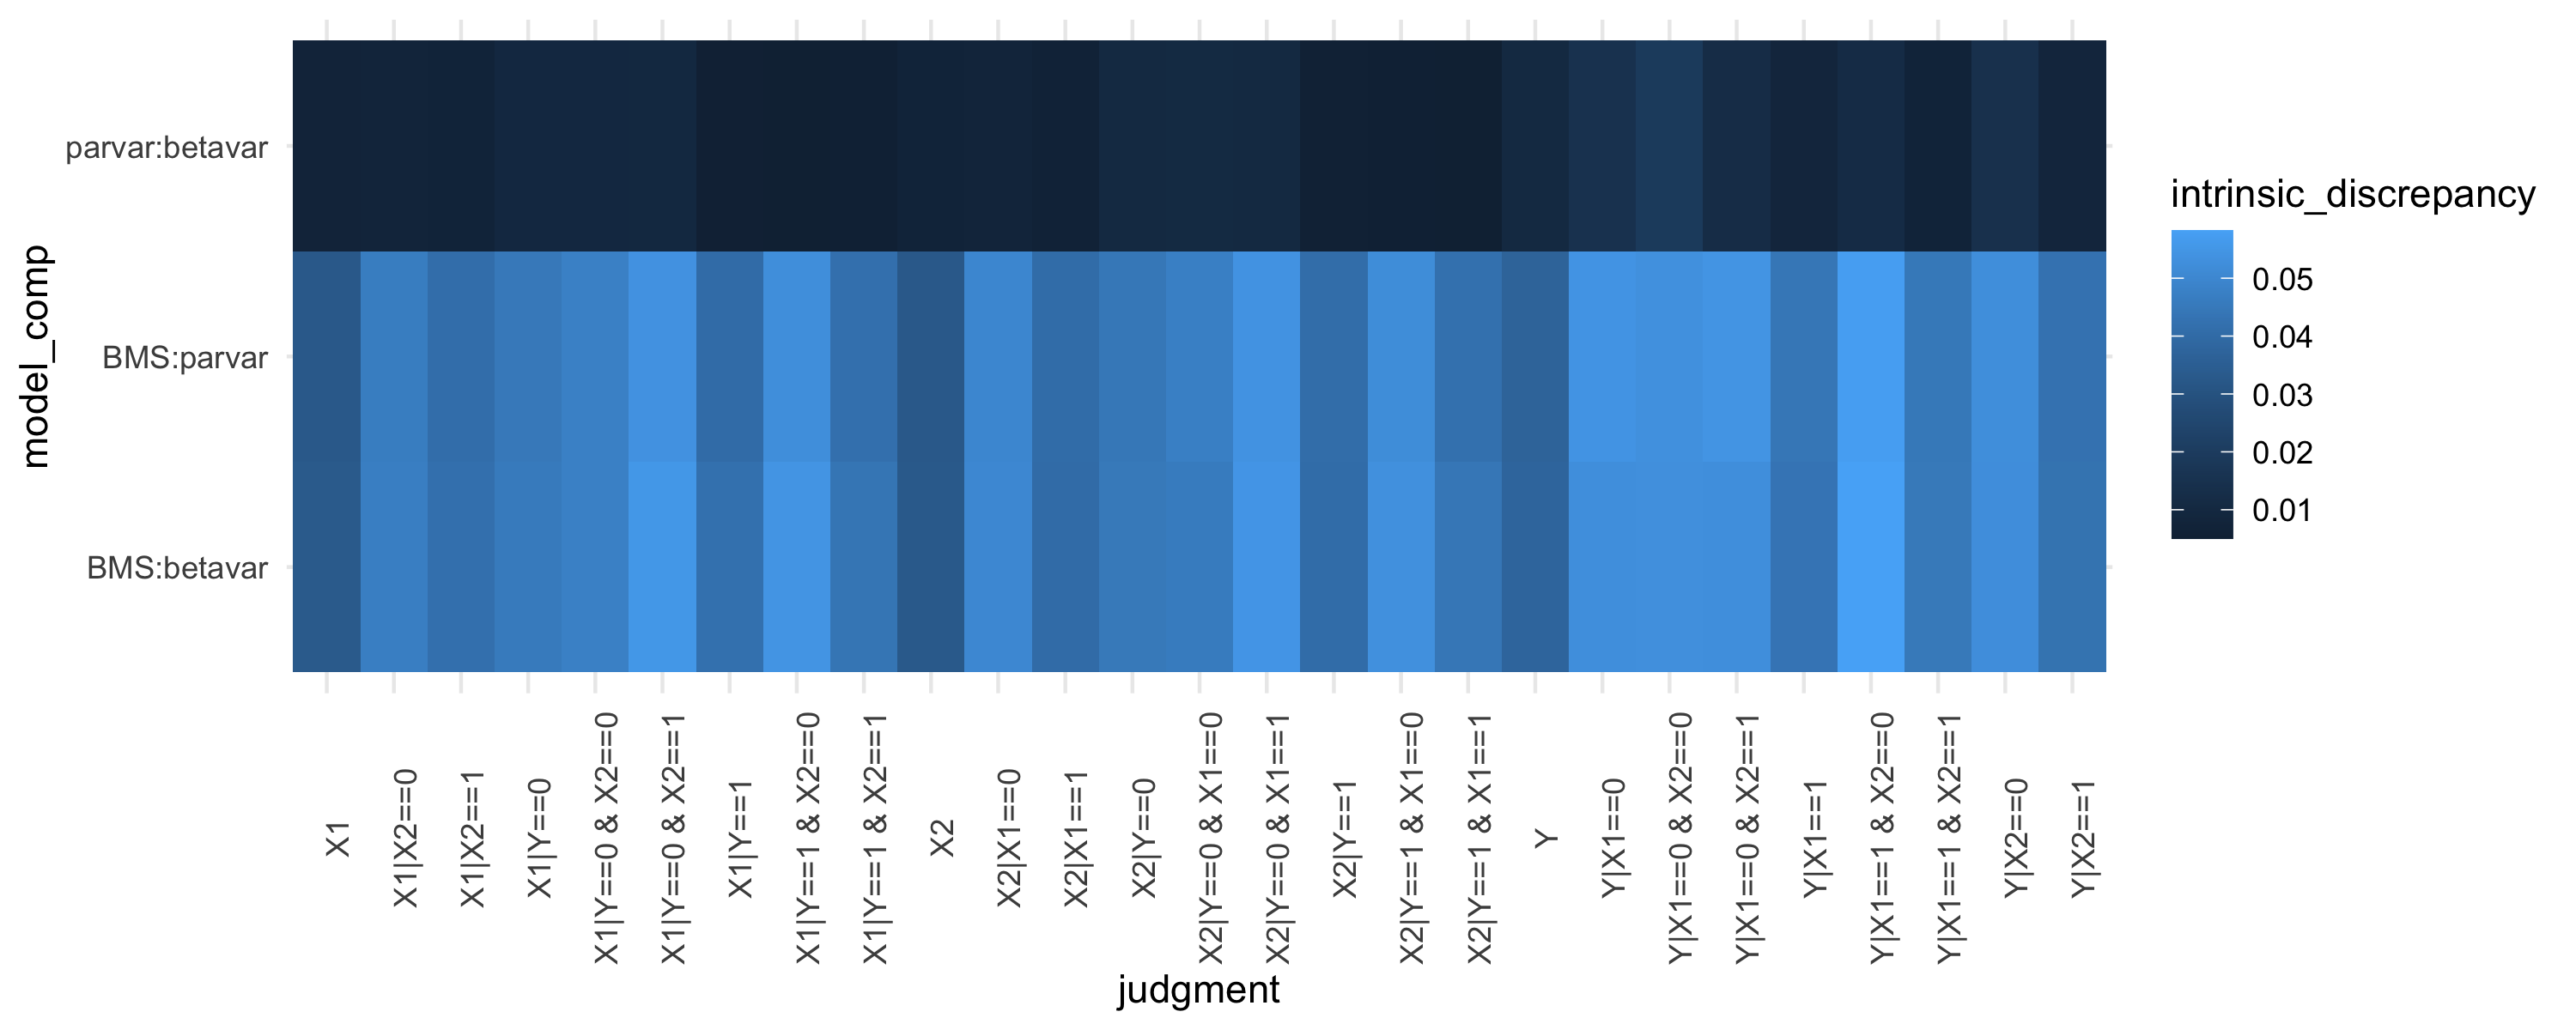 model_comp
parvar:betavar
BMS:parvar
BMS:betavar
X1
X1|X2==0
X1|X2==1
X1|Y==0
X1|Y==0 & X2==0
X1|Y==0 & X2==1
X1|Y==1
X1|Y==1 & X2==0
X1|Y==1 & X2==1
X2
X2|X1==0
X2|X1==1
X2|Y==0
X2|Y==0 & X1==0
X2|Y==0 & X1==1
X2|Y==1
X2|Y==1 & X1==0
X2|Y==1 & X1==1
Y
Y|X1==0
Y|X1==0 & X2==0
Y|X1==0 & X2==1
Y|X1==1
Y|X1==1 & X2==0
Y|X1==1 & X2==1
Y|X2==0
Y|X2==1
judgment
intrinsic_discrepancy
0.05
0.04
0.03
0.02
0.01